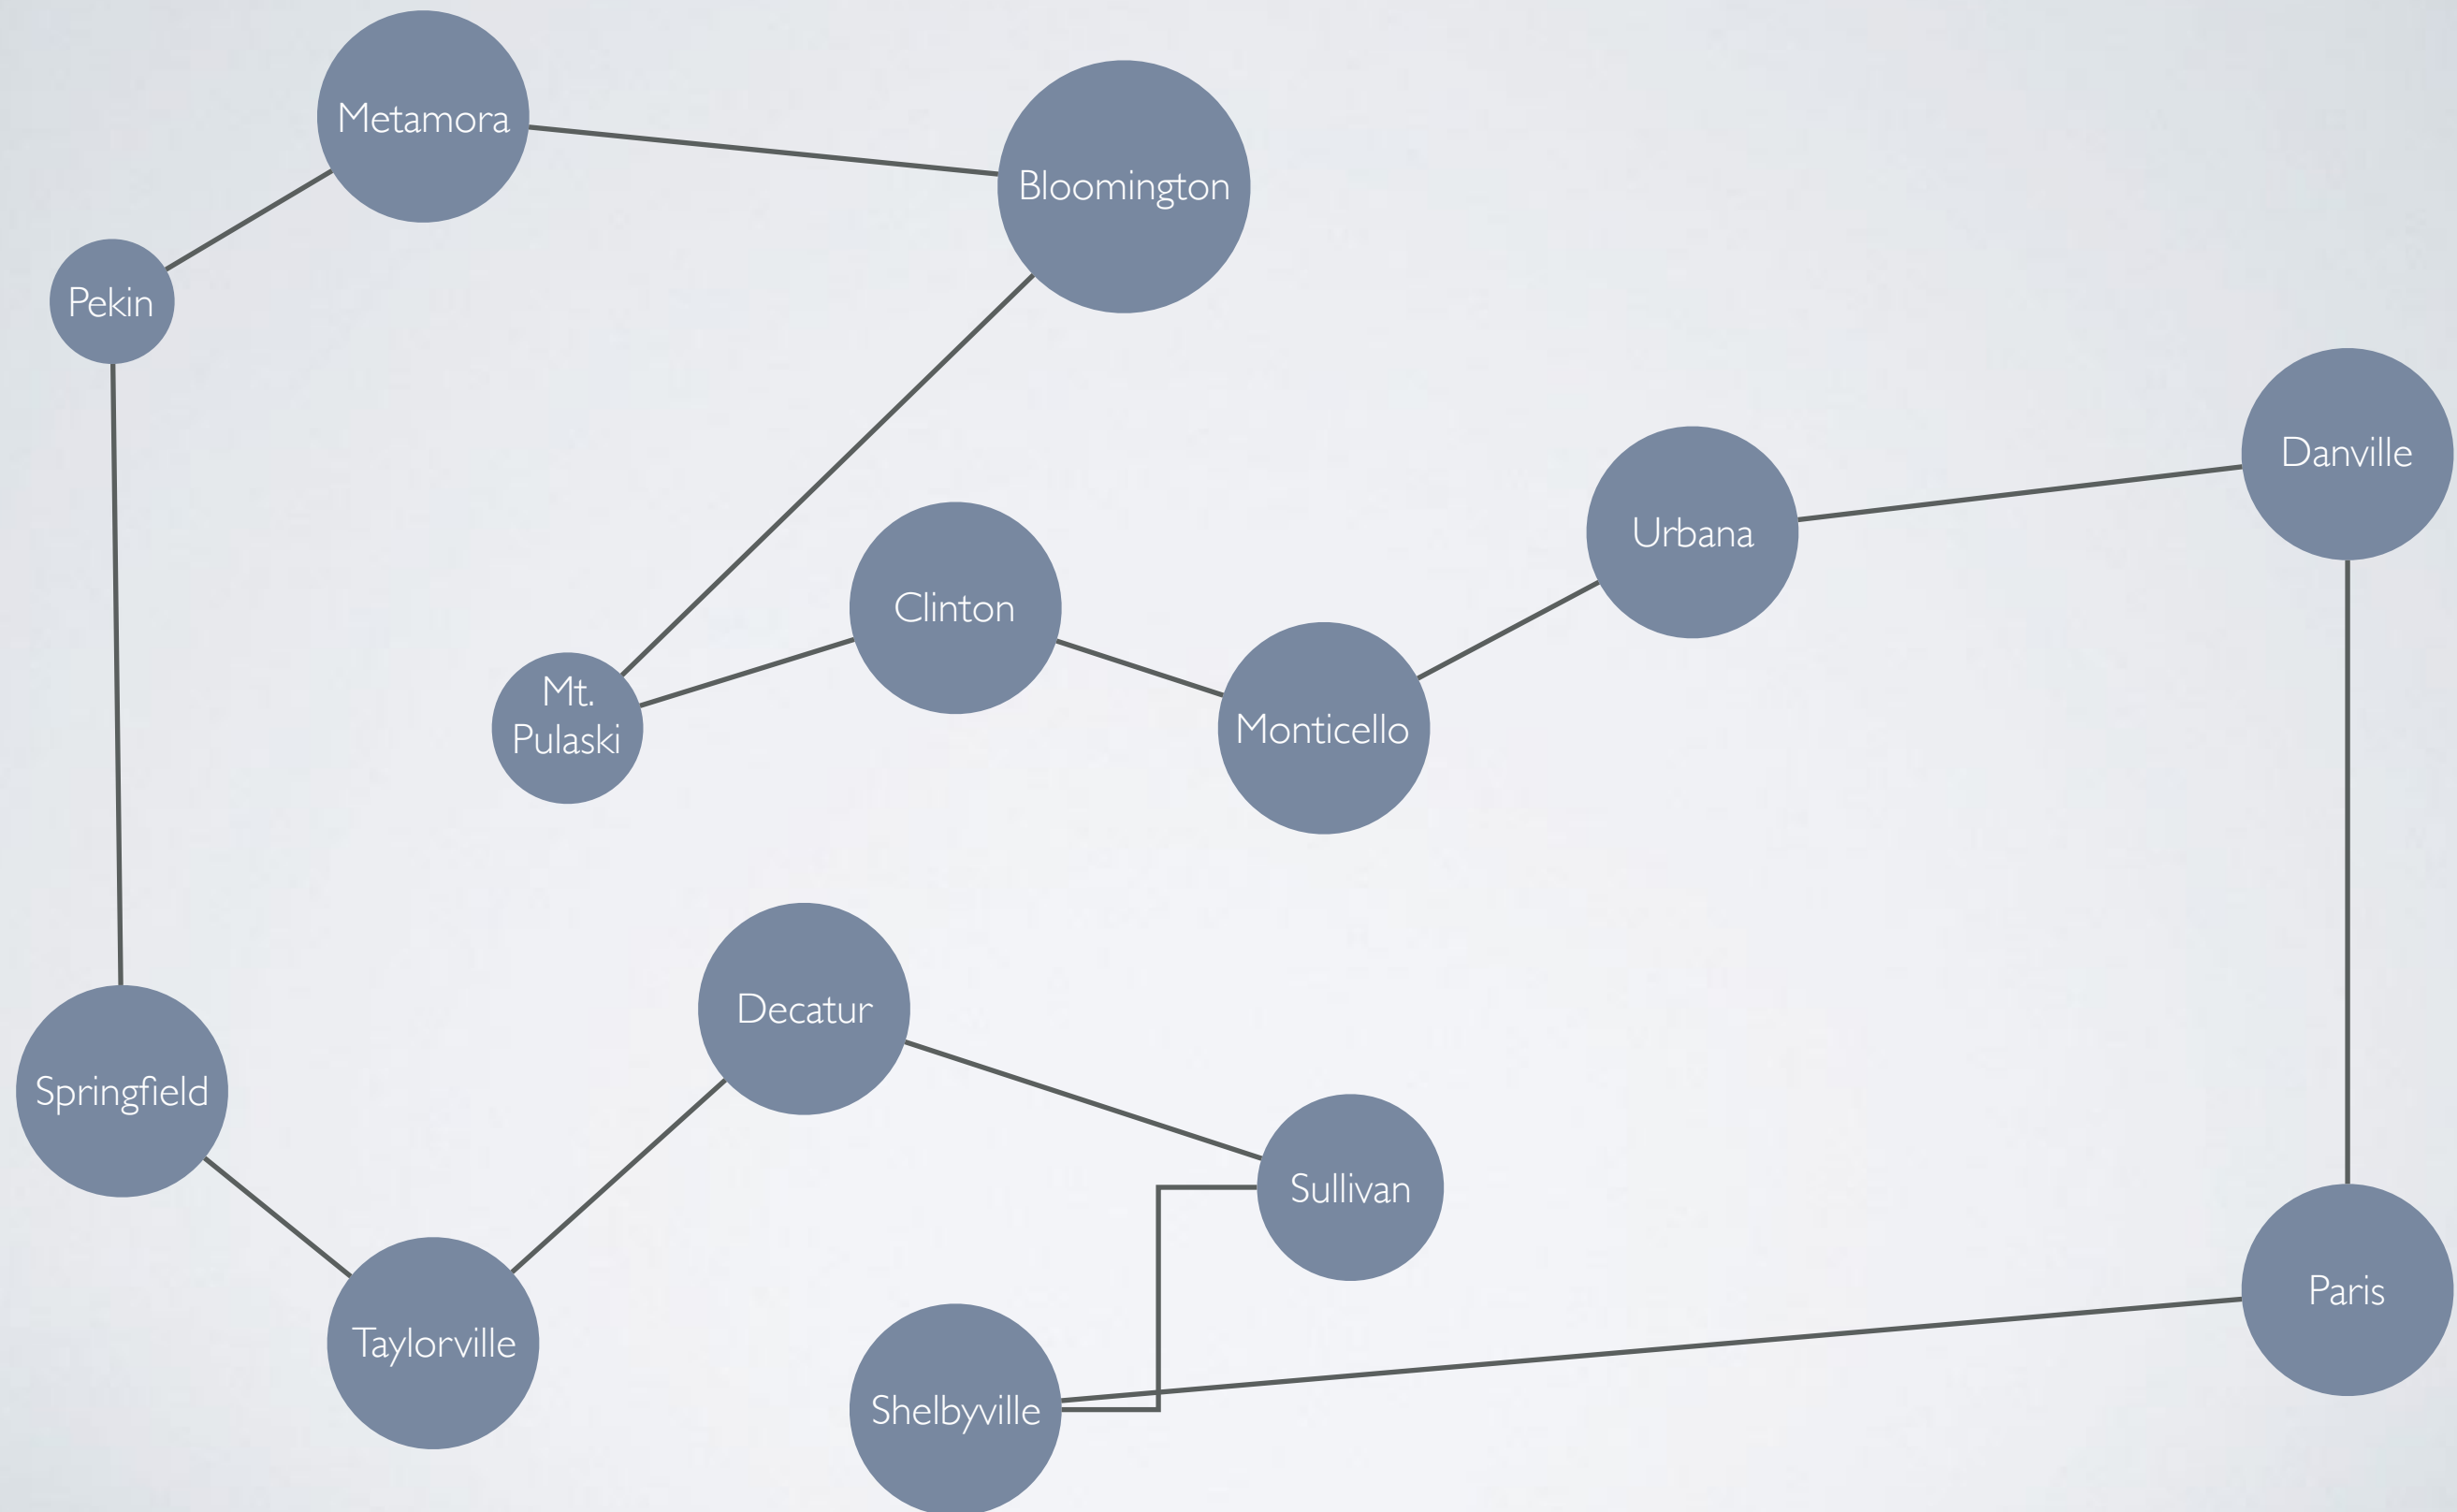 Metamora
Bloomington
Pekin
Danville
Urbana
Clinton
Mt.
Pulaski
Monticello
Decatur
Springfield
Sullivan
Paris
Taylorville
Shelbyville